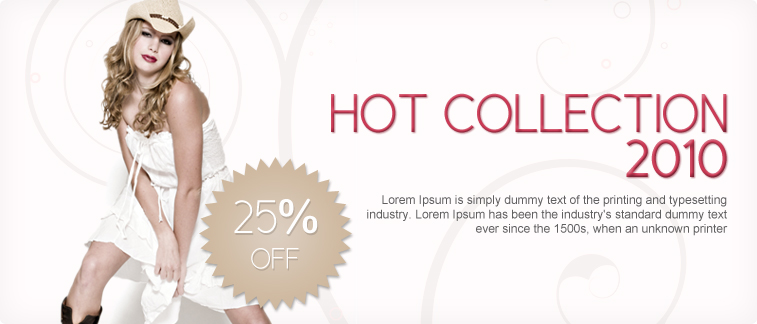 HOT COLLECTION
2010
Lorem Ipsum is simply dummy text of the printing and typesetting
industry. Lorem Ipsum has been the industry's standard dummy text
ever since the 1500s, when an unknown printer
25%
OFF